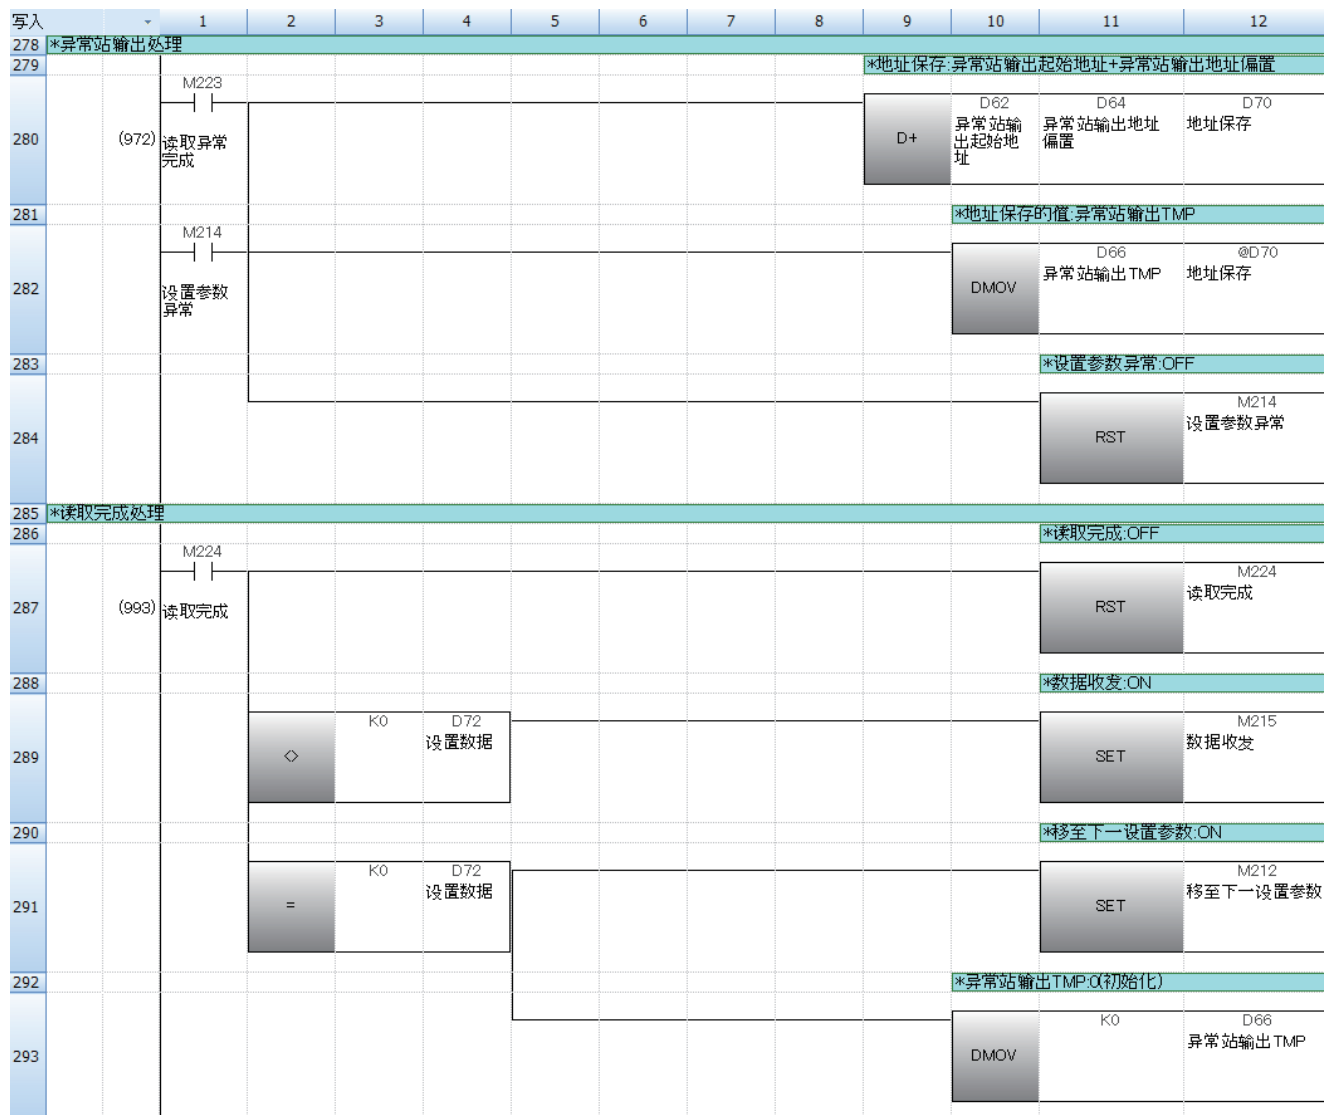 写入 1 2 3 4 5 6 7 8 9 10 11 12
278 *异常站输出处理
279 *地址保存:异常站输出起始地址+异常站输出地址偏置
M223
D62 D64 D70
280 (972) 读取异常
完成
D+
异常站输
出起始地
址
异常站输出地址
偏置
地址保存
281 *地址保存的值:异常站输出TMP
M214
D66 @D70
282 设置参数
异常
DMOV
异常站输出TMP 地址保存
283 *设置参数异常:OFF
M214
284 RST 设置参数异常
285 *读取完成处理
286 *读取完成:OFF
M224 M224
287 (993) 读取完成 RST 读取完成
288 *数据收发:ON
K0 D72 M215
289 <> 设置数据 SET 数据收发
290 *移至下一设置参数:ON
K0 D72 M212
291 = 设置数据 SET 移至下一设置参数
292 *异常站输出TMP:0(初始化)
K0 D66
293 DMOV 异常站输出TMP